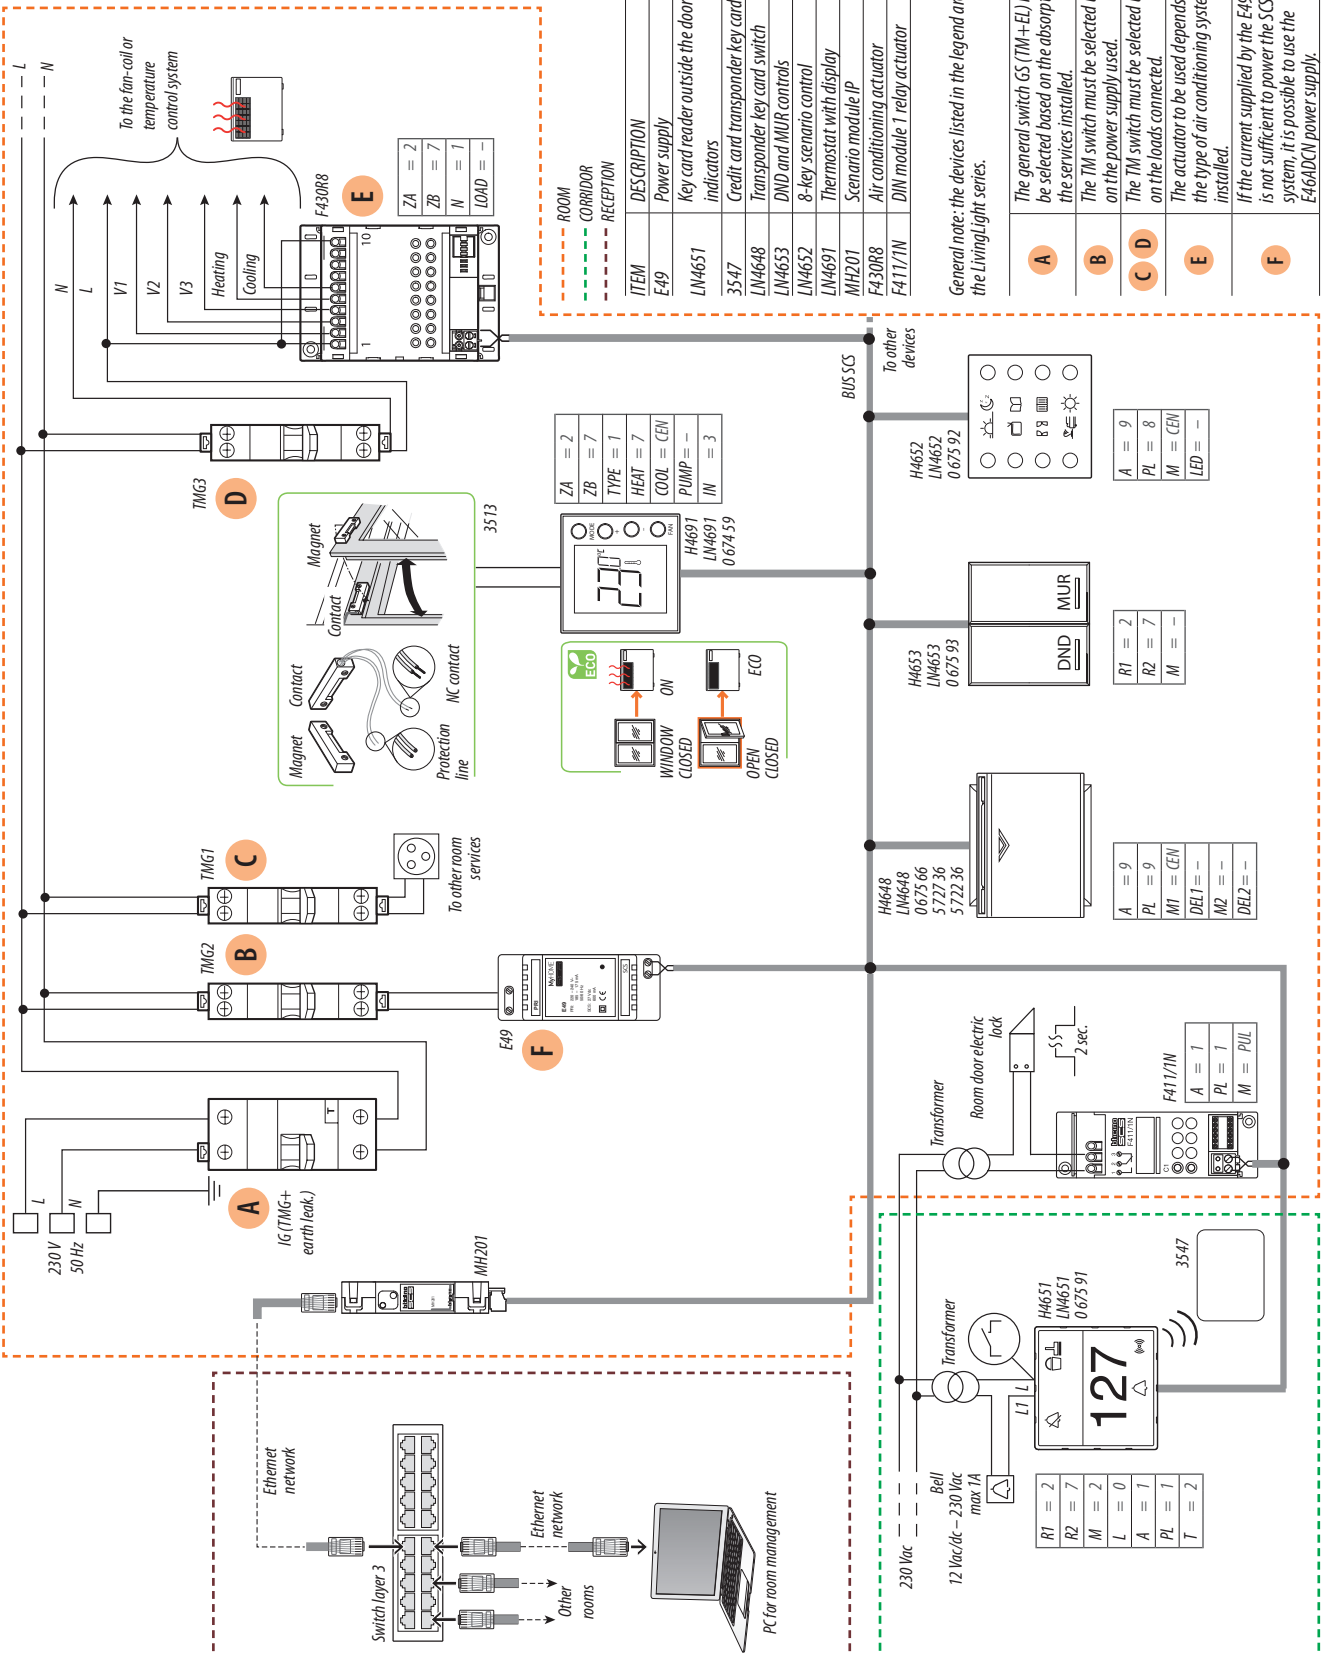 L
N
230 V
50 Hz
L
N
A
IG (TMG+
earth leak.)
TMG2
B
TMG1
C
To other room
services
E49
F
TMG3
D
N
L
V1
V2
V3
Heating
Cooling
To the fan-coil or
temperature
control system
F430R8
E
1
10
ZA = 2
ZB = 7
N = 1
LOAD = –
Magnet
Contact
Protection
line
NC contact
Contact
Magnet
3513
ECO
WINDOW
CLOSED
ON
OPEN
CLOSED
ECO
MODE
+
-
FAN
H4691
LN4691
0 674 59
ZA = 2
ZB = 7
TYPE = 1
HEAT = 7
COOL = CEN
PUMP = –
IN = 3
MH201
BUS SCS
To other
devices
H4648
LN4648
0 675 66
5 727 36
5 722 36
A = 9
PL = 9
M1 = CEN
DEL1 = –
M2 = –
DEL2 = –
H4653
LN4653
0 675 93
DND
MUR
R1 = 2
R2 = 7
M = –
H4652
LN4652
0 675 92
A = 9
PL = 8
M = CEN
LED = –
Transformer
Room door electric
lock
2 sec.
F411/1N
A = 1
PL = 1
M = PUL
Ethernet
network
Switch layer 3
Other
rooms
Ethernet
network
PC for room management
230 Vac
Bell
12 Vac/dc – 230 Vac
max 1A
Transformer
L1
L
127
H4651
LN4651
0 675 91
3547
R1 = 2
R2 = 7
M = 2
L = 0
A = 1
PL = 1
T = 2
ROOM
CORRIDOR
RECEPTION
ITEM DESCRIPTION
E49 Power supply
LN4651 Key card reader outside the door
indicators
3547 Credit card transponder key card
LN4648 Transponder key card switch
LN4653 DND and MUR controls
LN4652 8-key scenario control
LN4691 Thermostat with display
MH201 Scenario module IP
F430R8 Air conditioning actuator
F411/1N DIN module 1 relay actuator
General note: the devices listed in the legend
the LivingLight series.
A The general switch GS (TM+EL)
be selected based on the
the services installed.
B The TM switch must be selected
on the power supply used.
C D The TM switch must be selected
on the loads connected.
E The actuator to be used depends
the type of air conditioning
installed.
F If the current supplied by the
is not sufficient to power the SCS
system, it is possible to use the
E46ADCN power supply.